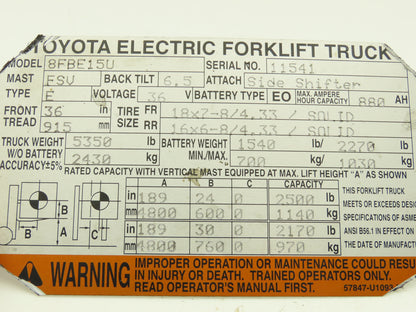 TOYOTA ELECTRIC FORKLIFT TRUCK
MODEL 8FBE15U SERIAL NO. 11541
MAST FSV BACK TILT 6.5 ATTACH Side Shifter
TYPE E VOLTAGE 36 V BATTERY TYPE EO MAX. AMPERE HOUR CAPACITY 880 AH
FRONT TREAD 36 in 915 mm TIRE SIZE FR 18x7-8/4.33 / SOLID
RR 16x6-8/4.33 / SOLID
TRUCK WEIGHT W/O BATTERY ACCURACY±5% 5350 lb BATTERY WEIGHT MIN./MAX. 1540 lb/ 2270 lb
2430 kg 700 kg/ 1030 kg
RATED CAPACITY WITH VERTICAL MAST EQUIPPED AT MAX. LIFT HEIGHT "A" AS SHOWN
A B C CAPACITY
in 189 24 0 2500 lb
mm 4800 600 0 1140 kg
in 189 30 0 2170 lb
mm 4800 760 0 970 kg
A
B C
THIS FORKLIFT TRUCK
MEETS OR EXCEEDS DESIGN
SPECIFICATIONS OF ASME
ANSI B56.1 IN EFFECT ON
THE DATE OF MANUFACTURE
WARNING
IMPROPER OPERATION OR MAINTENANCE COULD RESULT
IN INJURY OR DEATH. TRAINED OPERATORS ONLY.
READ OPERATOR'S MANUAL FIRST.
57847-U1093